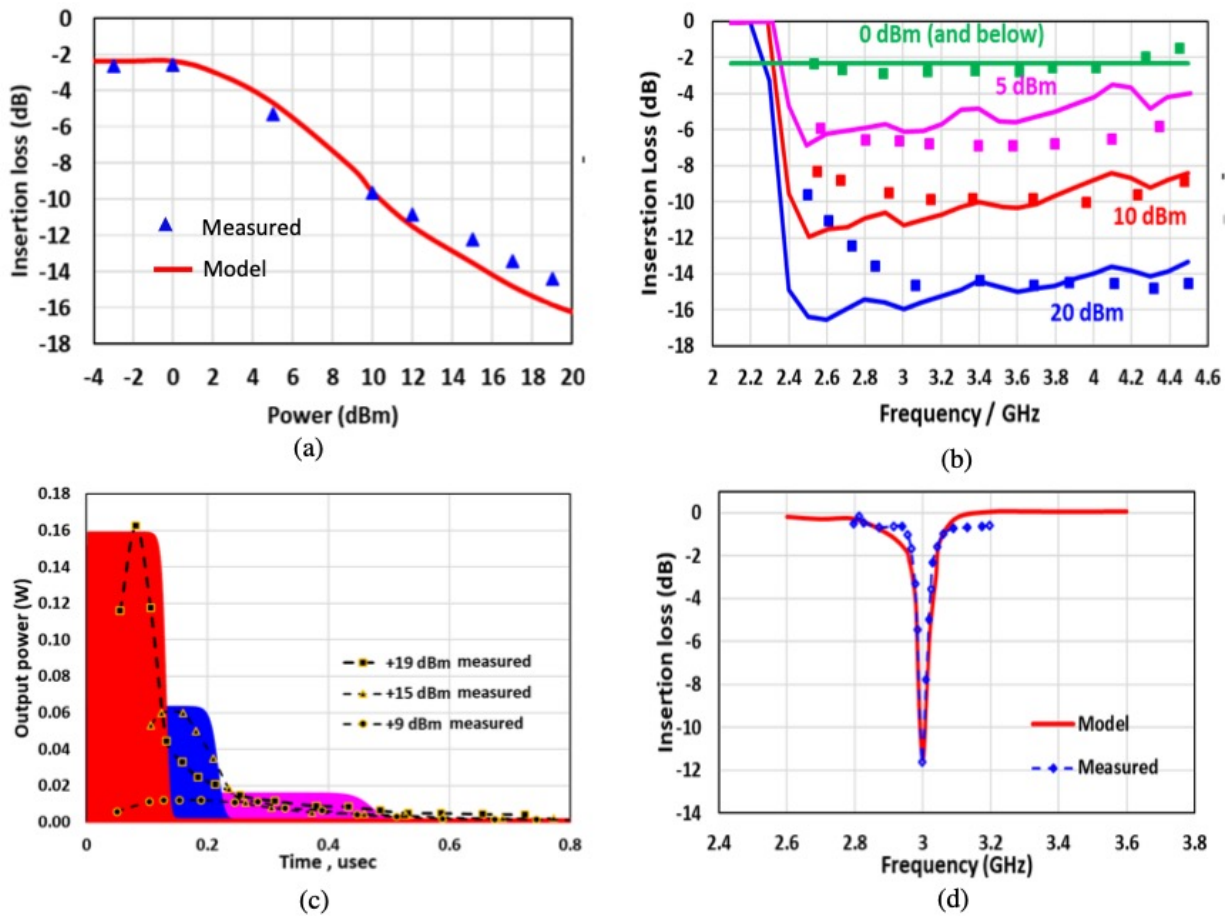 0
-2
-4
-6
-8
-10
-12
-14
-16
-18
Insertion loss (dB)
Measured
Model
-4 -2 0 2 4 6 8 10 12 14 16 18 20
Power (dBm)
(a)
0
-2
-4
-6
-8
-10
-12
-14
-16
-18
Inserstion Loss (dB)
0 dBm (and below)
5 dBm
10 dBm
20 dBm
2 2.2 2.4 2.6 2.8 3 3.2 3.4 3.6 3.8 4 4.2 4.4 4.6
Frequency / GHz
(b)
0.18
0.16
0.14
0.12
0.10
0.08
0.06
0.04
0.02
0.00
Output power (W)
+19 dBm measured
+15 dBm measured
+9 dBm measured
0 0.2 0.4 0.6 0.8
Time , usec
(c)
0
-2
-4
-6
-8
-10
-12
-14
Insertion loss (dB)
Model
Measured
2.4 2.6 2.8 3.0 3.2 3.4 3.6 3.8
Frequency (GHz)
(d)